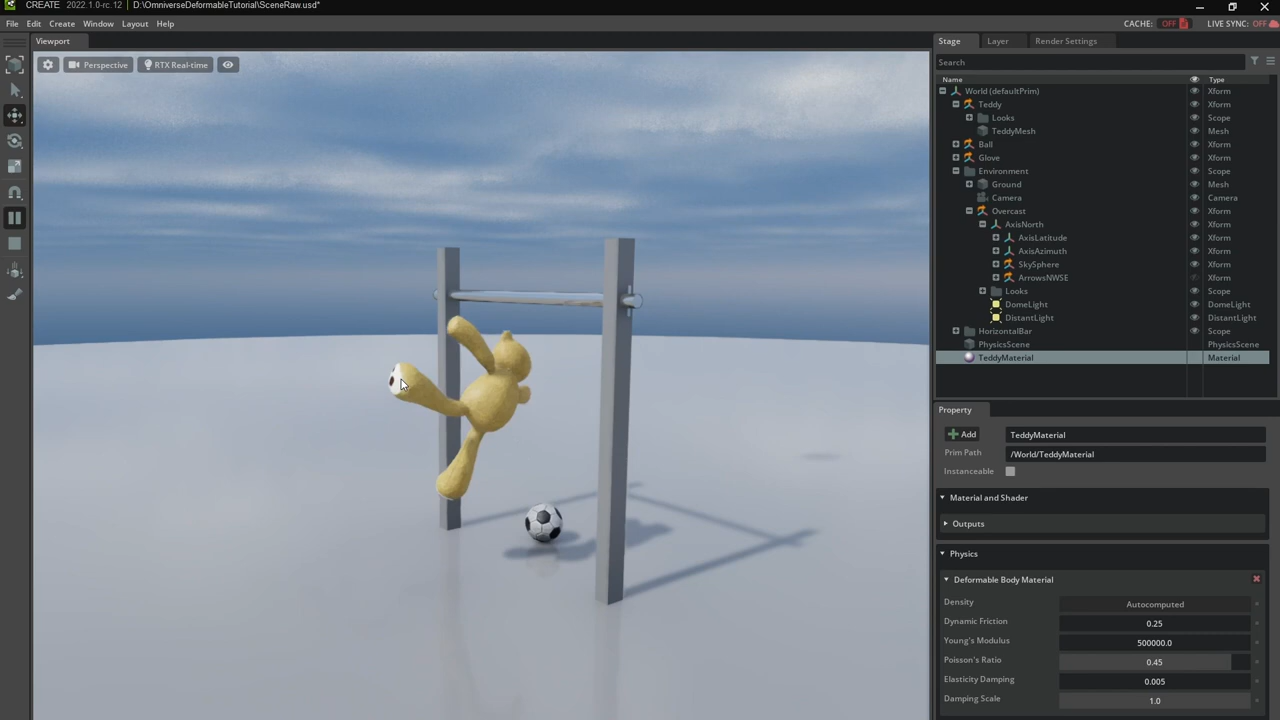 CREATE 2022.1.0-rc.12 D:\OmniverseDeformableTutorial\SceneRaw.usd*
File Edit Create Window Layout Help CACHE: OFF LIVE SYNC: OFF
Viewport
Perspective RTX Real-time
Stage Layer Render Settings
Search
Name Type
World (defaultPrim) Xform
Teddy Xform
Looks Scope
TeddyMesh Mesh
Ball Xform
Glove Xform
Environment Scope
Ground Mesh
Camera Camera
Overcast Xform
AxisNorth Xform
AxisLatitude Xform
AxisAzimuth Xform
SkySphere Xform
ArrowsNWSE Xform
Looks Scope
DomeLight DomeLight
DistantLight DistantLight
HorizontalBar Scope
PhysicsScene PhysicsScene
TeddyMaterial Material
Property
Add TeddyMaterial
Prim Path /World/TeddyMaterial
Instanceable
Material and Shader
Outputs
Physics
Deformable Body Material
Density Autocomputed
Dynamic Friction 0.25
Young's Modulus 500000.0
Poisson's Ratio 0.45
Elasticity Damping 0.005
Damping Scale 1.0